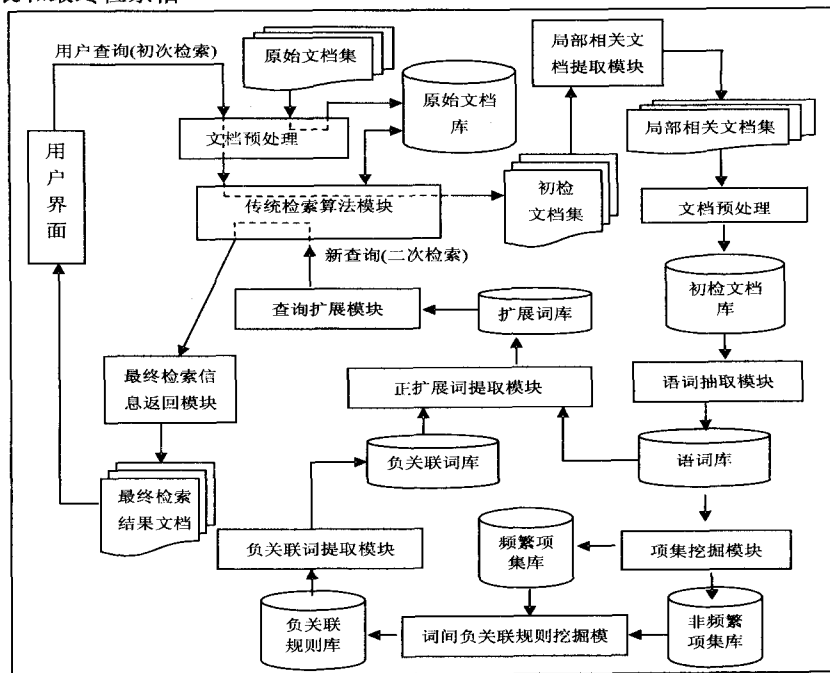 用户查询(初次检索)
原始文档集
局部相关文
档提取模块
原始文档
库
文档预处理
局部相关文档集
用户界面
传统检索算法模块
初检
文档集
文档预处理
新查询(二次检索)
初检文档
库
查询扩展模块
扩展词库
最终检索信
息返回模块
正扩展词提取模块
语词抽取模块
负关联词库
语词库
最终检索
结果文档
负关联词提取模块
频繁项
集库
项集挖掘模块
负关联
规则库
词间负关联规则挖掘模
非频繁
项集库